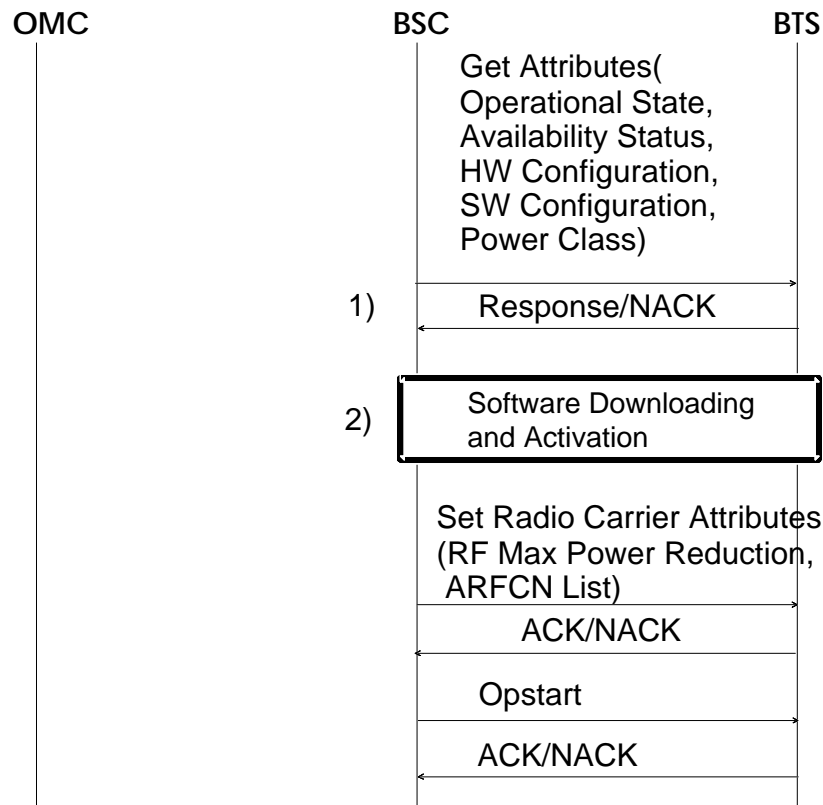 OMC BSC BTS
Get Attributes(
Operational State,
Availability Status,
HW Configuration,
SW Configuration,
Power Class)
1) Response/NACK
2) Software Downloading
and Activation
Set Radio Carrier Attributes
(RF Max Power Reduction,
ARFCN List)
ACK/NACK
Opstart
ACK/NACK